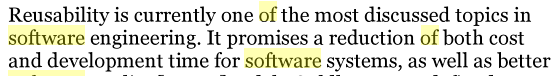 Reusability is currently one of the most discussed topics in
software engineering. It promises a reduction of both cost
and development time for software systems, as well as better